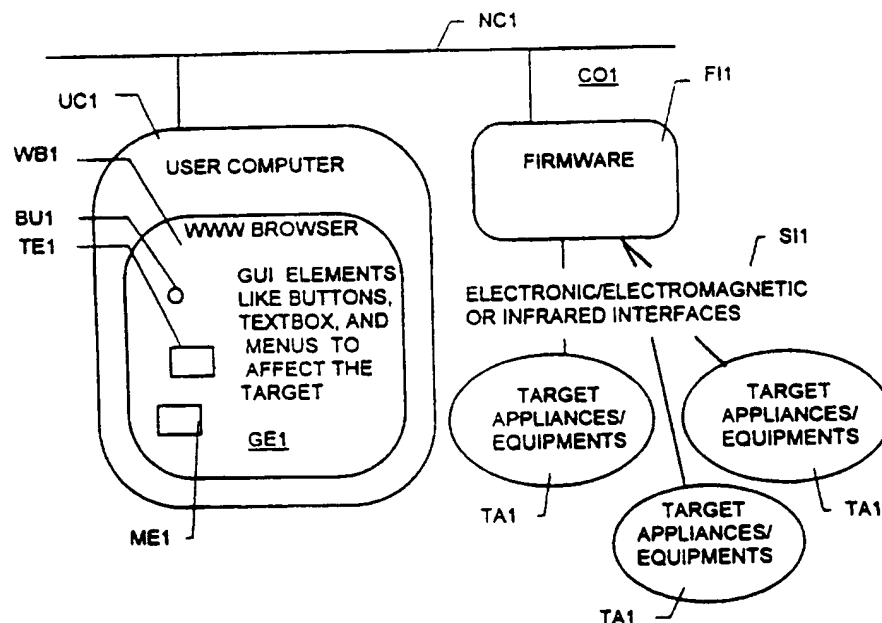 NC1
CO1
FI1
UC1
USER COMPUTER
FIRMWARE
WB1
WWW BROWSER
BU1
TE1
GUI ELEMENTS
LIKE BUTTONS,
TEXTBOX, AND
MENUS TO
AFFECT THE
TARGET
GE1
ME1
SI1
ELECTRONIC/ELECTROMAGNETIC
OR INFRARED INTERFACES
TARGET
APPLIANCES/
EQUIPMENTS
TA1
TARGET
APPLIANCES/
EQUIPMENTS
TA1
TARGET
APPLIANCES/
EQUIPMENTS
TA1